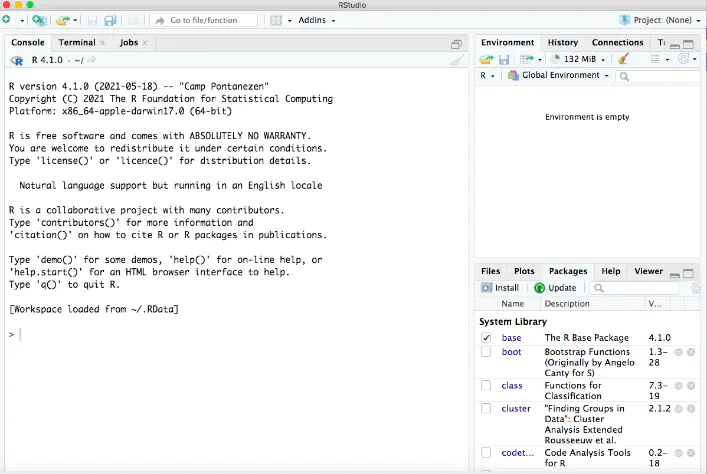 RStudio
Go to file/function
Addins
Project: (None)
Console Terminal Jobs
R 4.1.0 · ~/
R version 4.1.0 (2021-05-18) -- "Camp Pontanezen"
Copyright (C) 2021 The R Foundation for Statistical Computing
Platform: x86_64-apple-darwin17.0 (64-bit)
R is free software and comes with ABSOLUTELY NO WARRANTY.
You are welcome to redistribute it under certain conditions.
Type 'license()' or 'licence()' for distribution details.
Natural language support but running in an English locale
R is a collaborative project with many contributors.
Type 'contributors()' for more information and
'citation()' on how to cite R or R packages in publications.
Type 'demo()' for some demos, 'help()' for on-line help, or
'help.start()' for an HTML browser interface to help.
Type 'q()' to quit R.
[Workspace loaded from ~/.RData]
>
Environment History Connections
132 MiB
R Global Environment
Environment is empty
Files Plots Packages Help Viewer
Install Update
Name Description V...
System Library
base The R Base Package 4.1.0
boot Bootstrap Functions 1.3-
(Originally by Angelo 28
Canty for S)
class Functions for 7.3-
Classification 19
cluster "Finding Groups in 2.1.2
Data": Cluster
Analysis Extended
Rousseeuw et al.
codet... Code Analysis Tools 0.2-
for R 18